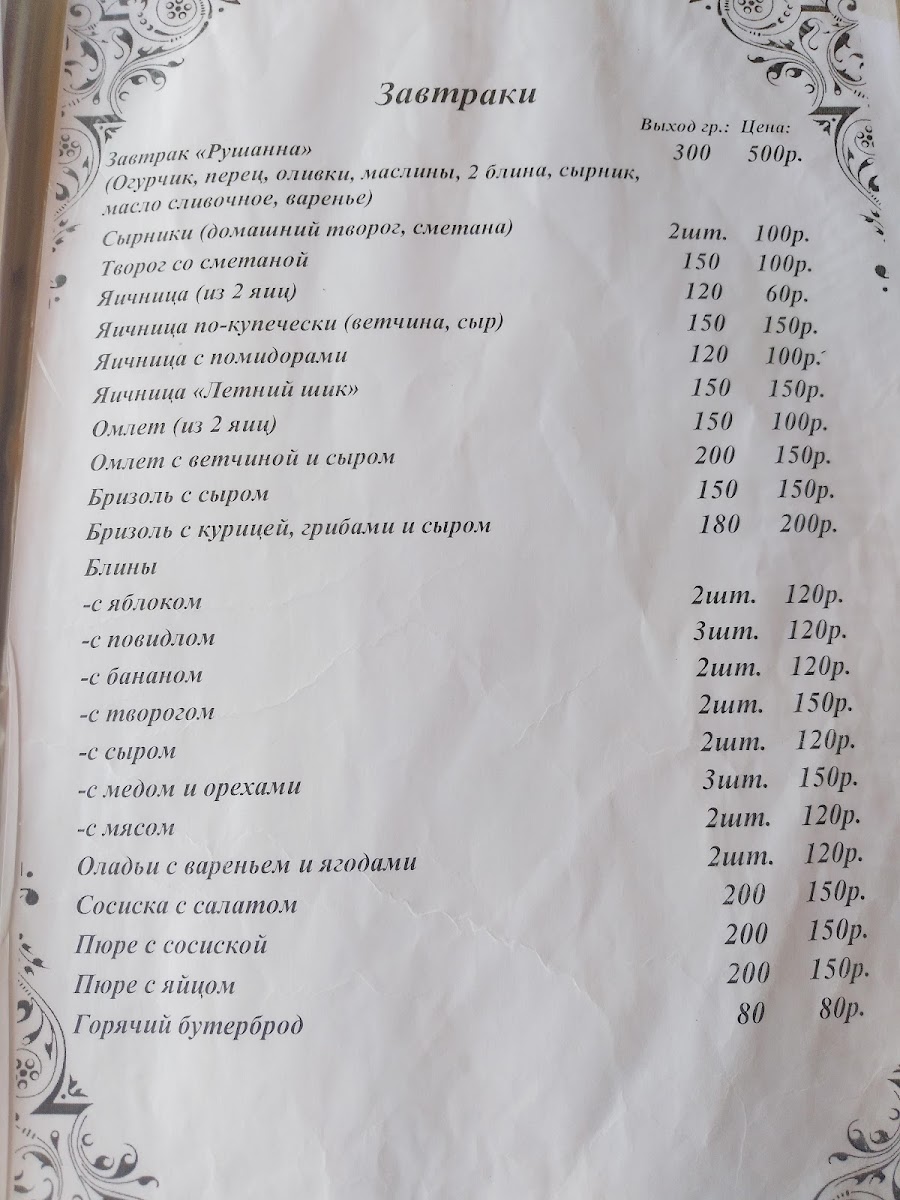 Завтраки
Выход гр.: Цена:
Завтрак «Рушанна» 300 500р.
(Огурчик, перец, оливки, маслины, 2 блина, сырник,
масло сливочное, варенье)
Сырники (домашний творог, сметана) 2шт. 100р.
Творог со сметаной 150 100р.
Яичница (из 2 яиц) 120 60р.
Яичница по-купечески (ветчина, сыр) 150 150р.
Яичница с помидорами 120 100р.
Яичница «Летний шик» 150 150р.
Омлет (из 2 яиц) 150 100р.
Омлет с ветчиной и сыром 200 150р.
Бризоль с сыром 150 150р.
Бризоль с курицей, грибами и сыром 180 200р.
Блины
-с яблоком 2шт. 120р.
-с повидлом 3шт. 120р.
-с бананом 2шт. 120р.
-с творогом 2шт. 150р.
-с сыром 2шт. 120р.
-с медом и орехами 3шт. 150р.
-с мясом 2шт. 120р.
Оладьи с вареньем и ягодами 2шт. 120р.
Сосиска с салатом 200 150р.
Пюре с сосиской 200 150р.
Пюре с яйцом 200 150р.
Горячий бутерброд 80 80р.